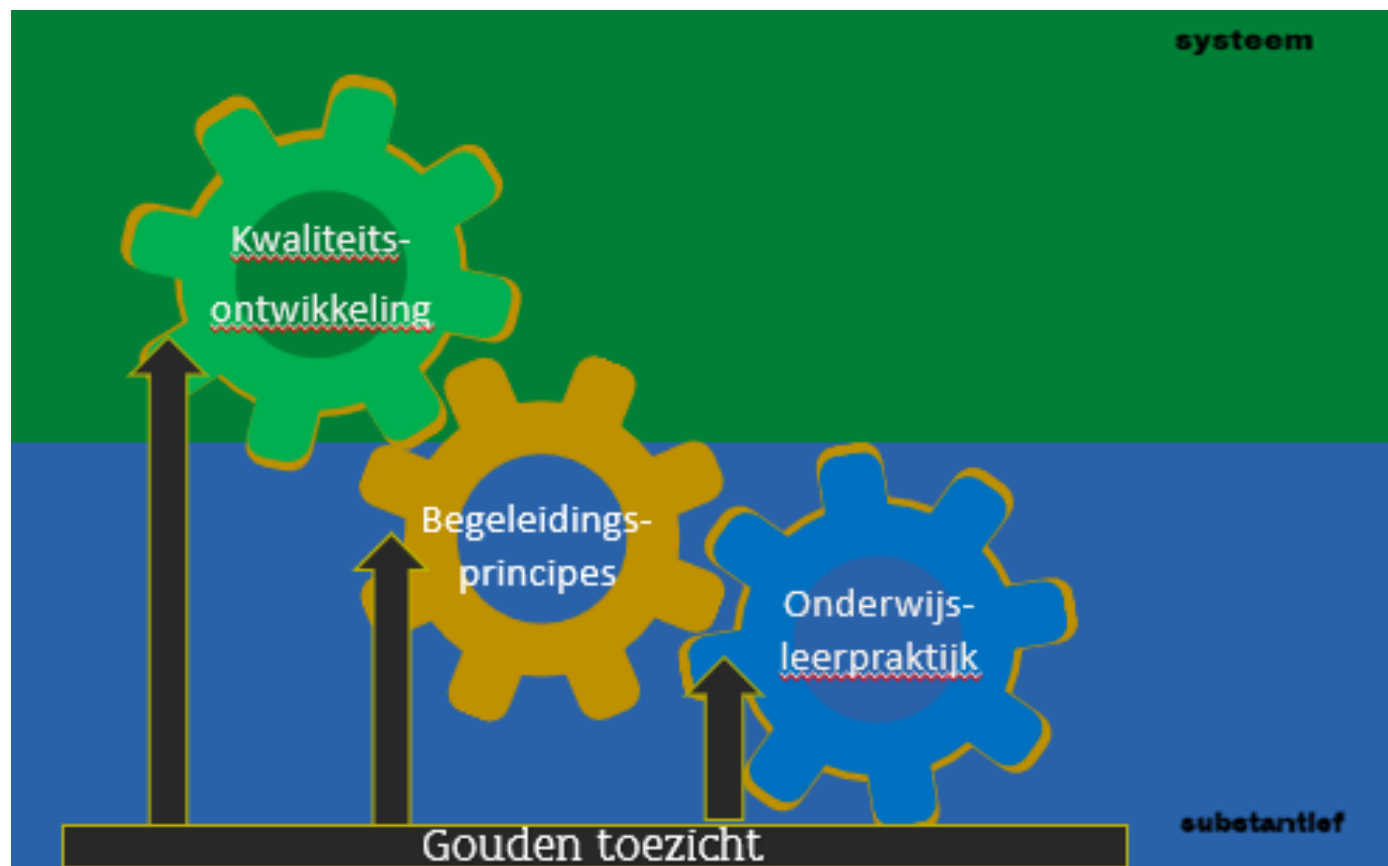 systeem
Kwaliteits-
ontwikkeling
Begeleidings-
principes
Onderwijs-
leerpraktijk
substantief
Gouden toezicht